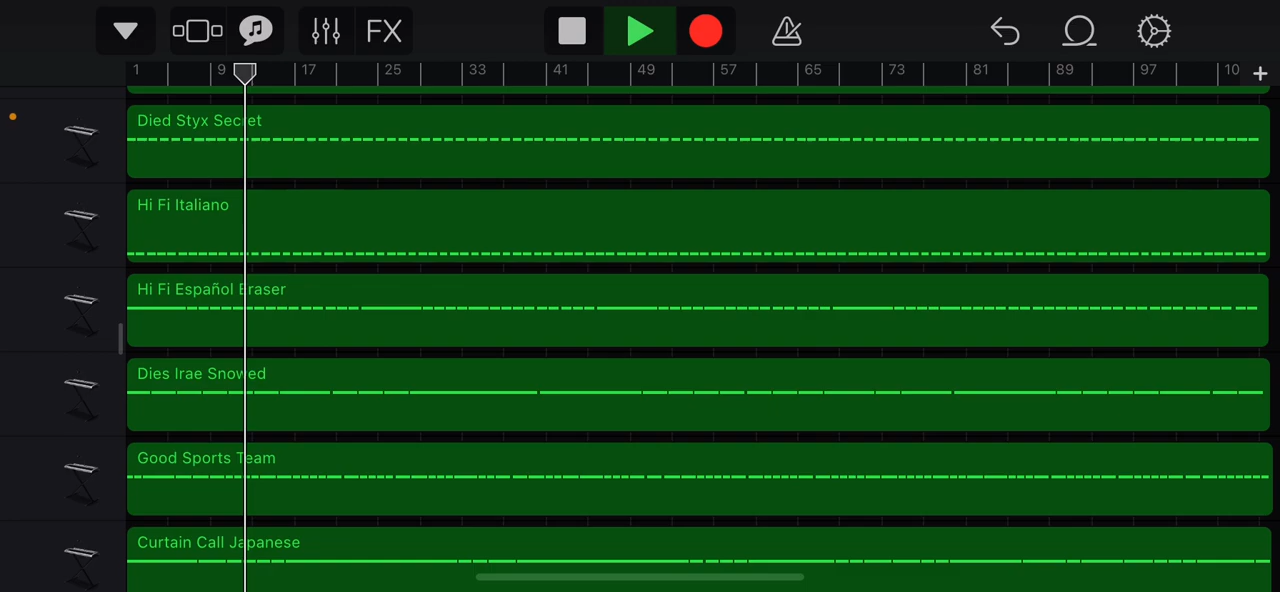 FX
1 9 17 25 33 41 49 57 65 73 81 89 97 10 +
Died Styx Secret
Hi Fi Italiano
Hi Fi Español Eraser
Dies Irae Snowed
Good Sports Team
Curtain Call Japanese